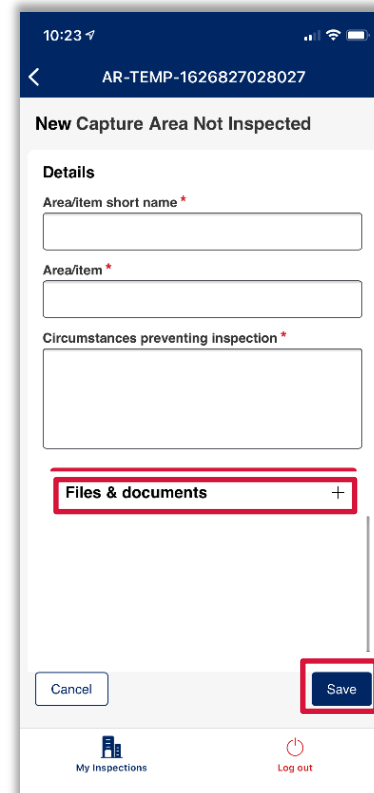 10:23
AR-TEMP-1626827028027
New Capture Area Not Inspected
Details
Area/item short name *
Area/item *
Circumstances preventing inspection *
Files & documents +
Cancel
Save
My Inspections
Log out